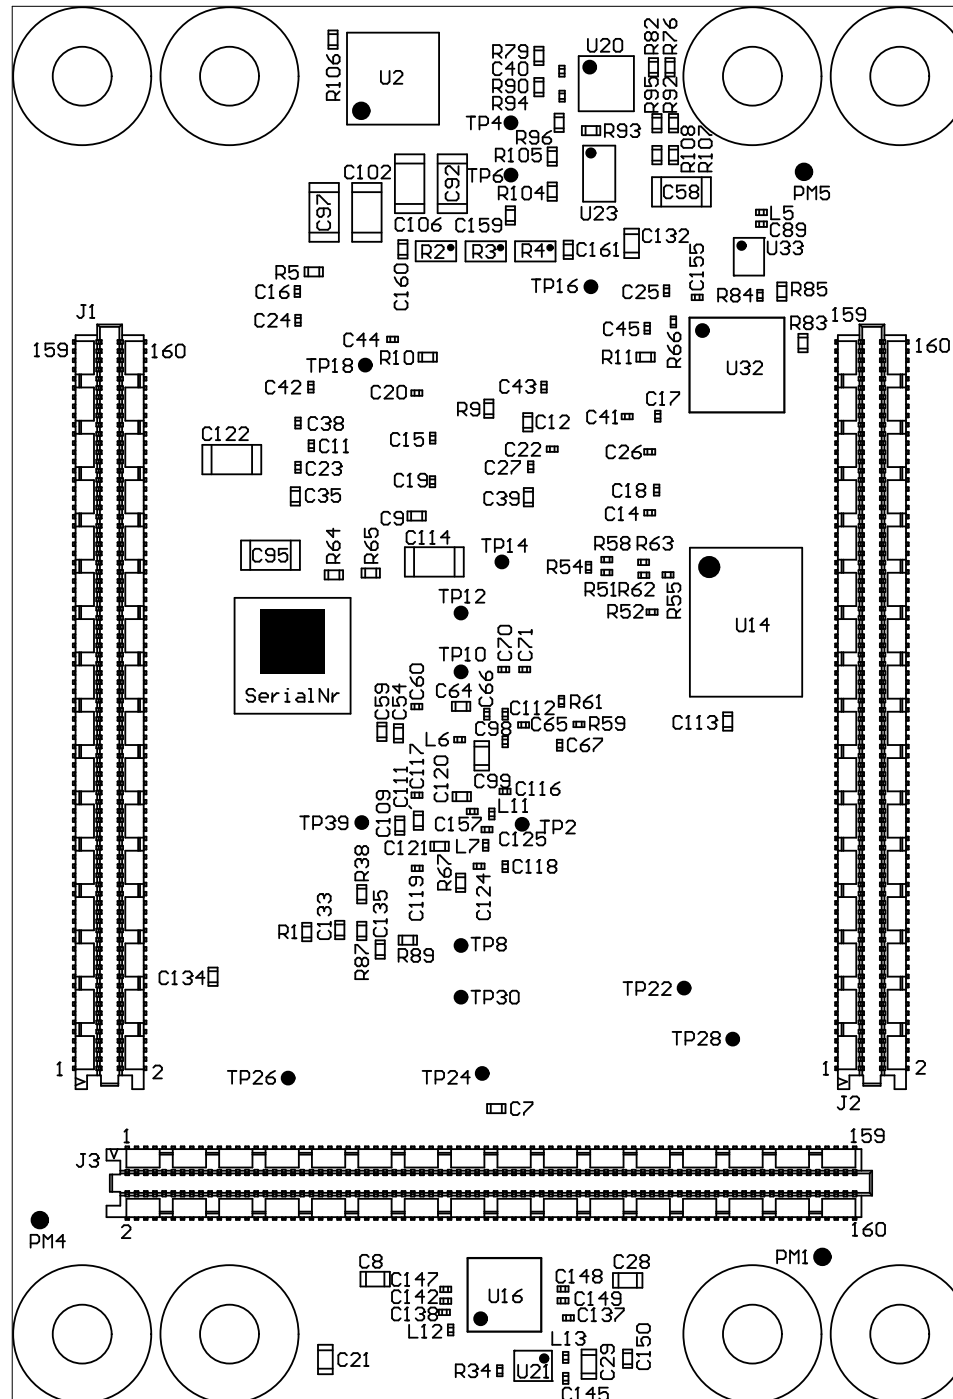 R106
U2
R79
C40
R90
R94
U20
R82
R76
R95
R92
TP4
R96
R93
R108
R107
R105
TP6
R104
U23
C58
PM5
C102
C92
C97
C106
C159
C132
L5
C89
U33
R2
R3
R4
C161
C160
C155
R5
C16
TP16
C25
R84
R85
J1
C24
C44
C45
R66
159
R83
159
160
R10
TP18
R11
U32
160
C42
C20
C43
C17
R9
C41
C38
C12
C122
C11
C15
C22
C26
C23
C27
C35
C19
C39
C18
C9
C14
R64
R65
C114
C95
TP14
R58
R63
R54
R51
R62
R55
TP12
R52
U14
SerialNr
TP10
C70
C71
C60
C64
C66
C59
C54
C112
R61
C65
R59
C113
L6
C98
C67
C117
C120
C99
C111
C116
C109
L11
TP39
C157
TP2
C125
C121
L7
R38
R67
C118
C119
C124
C135
C133
R1
R87
R89
TP8
C134
TP22
TP30
TP28
1
2
TP26
TP24
1
2
C7
J2
1
159
J3
2
160
PM4
PM1
C8
C147
C142
C138
L12
U16
C148
C149
C137
C28
C21
R34
U21
L13
C29
C150
C145